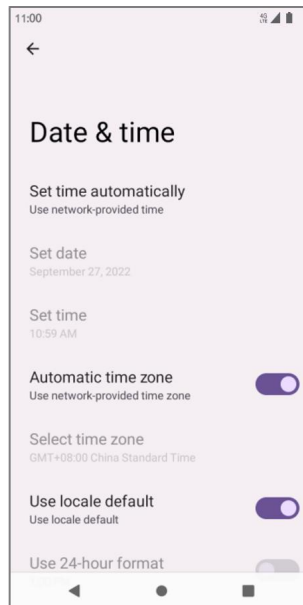 11:00
4G
LTE
Date & time
Set time automatically
Use network-provided time
Set date
September 27, 2022
Set time
10:59 AM
Automatic time zone
Use network-provided time zone
Select time zone
GMT+08:00 China Standard Time
Use locale default
Use locale default
Use 24-hour format